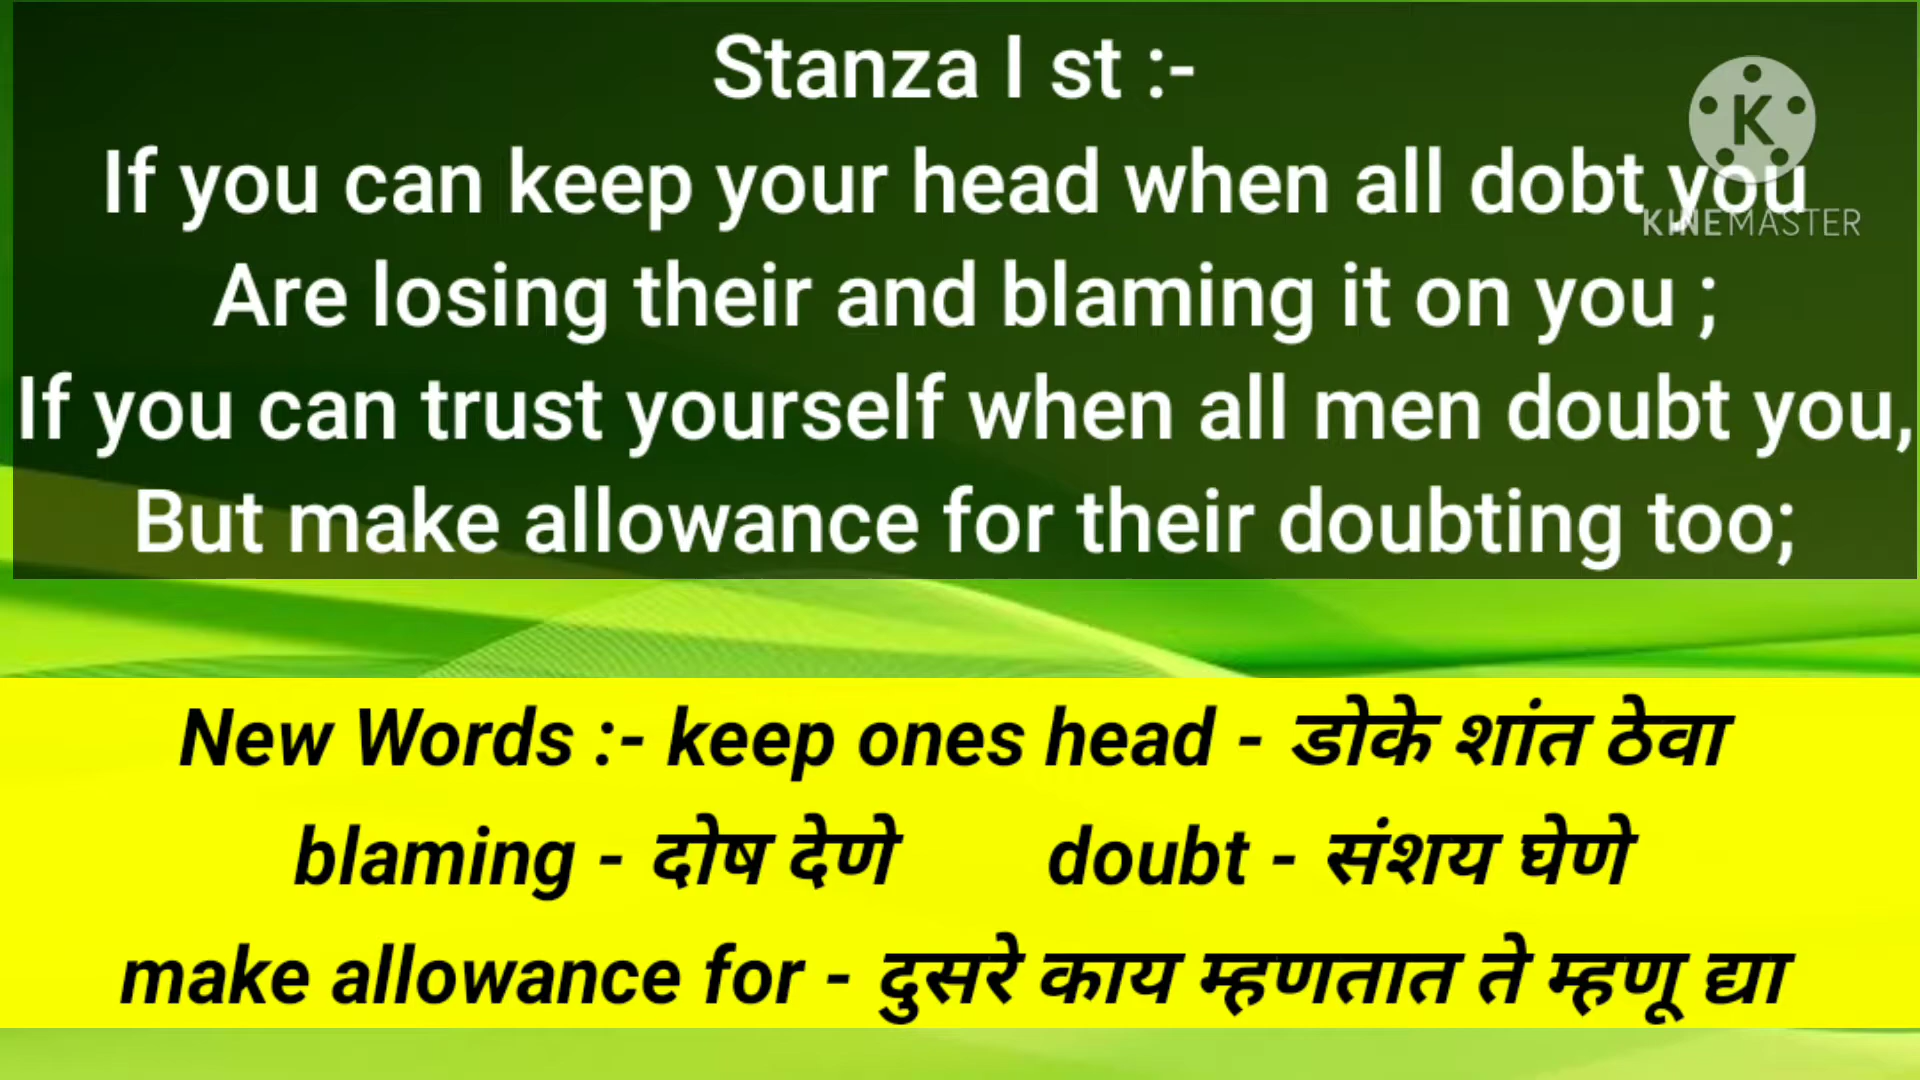 Stanza I st :-
If you can keep your head when all dobt you
KINEMASTER
Are losing their and blaming it on you ;
If you can trust yourself when all men doubt you,
But make allowance for their doubting too;
New Words :- keep ones head - डोके शांत ठेवा
blaming - दोष देणे doubt - संशय घेणे
make allowance for - दुसरे काय म्हणतात ते म्हणू द्या